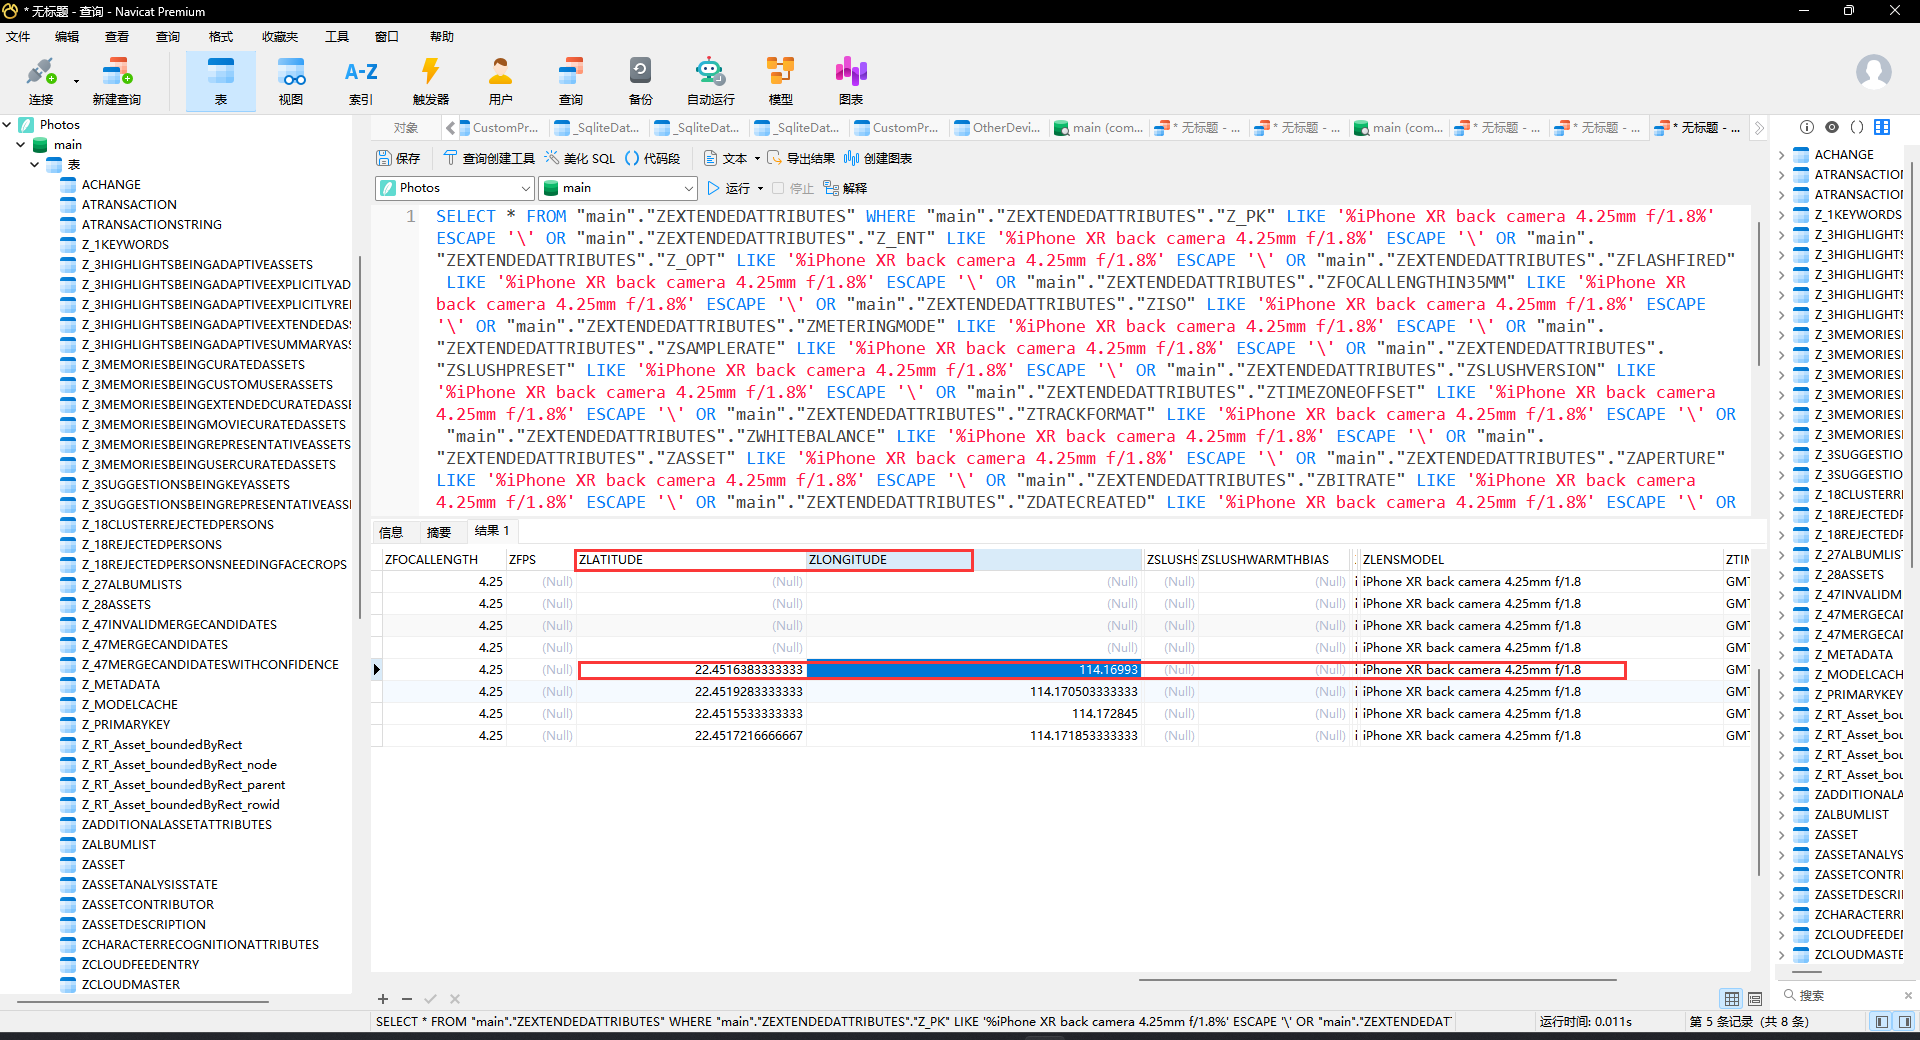 * 无标题 - 查询 - Navicat Premium
文件 编辑 查看 查询 格式 收藏夹 工具 窗口 帮助
连接 新建查询 表 视图 索引 触发器 用户 查询 备份 自动运行 模型 图表
Photos
main
表
ACHANGE
ATRANSACTION
ATRANSACTIONSTRING
Z_1KEYWORDS
Z_3HIGHLIGHTSBEINGADAPTIVEASSETS
Z_3HIGHLIGHTSBEINGADAPTIVEEXPLICITLYAD
Z_3HIGHLIGHTSBEINGADAPTIVEEXPLICITLYREI
Z_3HIGHLIGHTSBEINGADAPTIVEEXTENDEDASS
Z_3HIGHLIGHTSBEINGADAPTIVESUMMARYASS
Z_3MEMORIESBEINGCURATEDASSETS
Z_3MEMORIESBEINGCUSTOMUSERASSETS
Z_3MEMORIESBEINGEXTENDEDCURATEDASSE
Z_3MEMORIESBEINGMOVIECURATEDASSETS
Z_3MEMORIESBEINGREPRESENTATIVEASSETS
Z_3MEMORIESBEINGUSERCURATEDASSETS
Z_3SUGGESTIONSBEINGKEYASSETS
Z_3SUGGESTIONSBEINGREPRESENTATIVEASSE
Z_18CLUSTERREJECTEDPERSONS
Z_18REJECTEDPERSONS
Z_18REJECTEDPERSONSNEEDINGFACECROPS
Z_27ALBUMLISTS
Z_28ASSETS
Z_47INVALIDMERGECANDIDATES
Z_47MERGECANDIDATES
Z_47MERGECANDIDATESWITHCONFIDENCE
Z_METADATA
Z_MODELCACHE
Z_PRIMARYKEY
Z_RT_Asset_boundedByRect
Z_RT_Asset_boundedByRect_node
Z_RT_Asset_boundedByRect_parent
Z_RT_Asset_boundedByRect_rowid
ZADDITIONALASSETATTRIBUTES
ZALBUMLIST
ZASSET
ZASSETANALYSISSTATE
ZASSETCONTRIBUTOR
ZASSETDESCRIPTION
ZCHARACTERRECOGNITIONATTRIBUTES
ZCLOUDFEEDENTRY
ZCLOUDMASTER
对象 CustomPr... _SqliteDat... _SqliteDat... _SqliteDat... CustomPr... OtherDevi... main (com... * 无标题 - ... * 无标题 - ... main (com... * 无标题 - ... * 无标题 - ... * 无标题 - ...
保存 查询创建工具 美化 SQL () 代码段 文本 导出结果 创建图表
Photos main 运行 停止 解释
1 SELECT * FROM "main"."ZEXTENDEDATTRIBUTES" WHERE "main"."ZEXTENDEDATTRIBUTES"."Z_PK" LIKE '%iPhone XR back camera 4.25mm f/1.8%'
ESCAPE '\' OR "main"."ZEXTENDEDATTRIBUTES"."Z_ENT" LIKE '%iPhone XR back camera 4.25mm f/1.8%' ESCAPE '\' OR "main".
"ZEXTENDEDATTRIBUTES"."Z_OPT" LIKE '%iPhone XR back camera 4.25mm f/1.8%' ESCAPE '\' OR "main"."ZEXTENDEDATTRIBUTES"."ZFLASHFIRED"
LIKE '%iPhone XR back camera 4.25mm f/1.8%' ESCAPE '\' OR "main"."ZEXTENDEDATTRIBUTES"."ZFOCALLENGTHIN35MM" LIKE '%iPhone XR
back camera 4.25mm f/1.8%' ESCAPE '\' OR "main"."ZEXTENDEDATTRIBUTES"."ZISO" LIKE '%iPhone XR back camera 4.25mm f/1.8%' ESCAPE
'\' OR "main"."ZEXTENDEDATTRIBUTES"."ZMETERINGMODE" LIKE '%iPhone XR back camera 4.25mm f/1.8%' ESCAPE '\' OR "main".
"ZEXTENDEDATTRIBUTES"."ZSAMPLERATE" LIKE '%iPhone XR back camera 4.25mm f/1.8%' ESCAPE '\' OR "main"."ZEXTENDEDATTRIBUTES".
"ZSLUSHPRESET" LIKE '%iPhone XR back camera 4.25mm f/1.8%' ESCAPE '\' OR "main"."ZEXTENDEDATTRIBUTES"."ZSLUSHVERSION" LIKE
'%iPhone XR back camera 4.25mm f/1.8%' ESCAPE '\' OR "main"."ZEXTENDEDATTRIBUTES"."ZTIMEZONEOFFSET" LIKE '%iPhone XR back camera
4.25mm f/1.8%' ESCAPE '\' OR "main"."ZEXTENDEDATTRIBUTES"."ZTRACKFORMAT" LIKE '%iPhone XR back camera 4.25mm f/1.8%' ESCAPE '\' OR
"main"."ZEXTENDEDATTRIBUTES"."ZWHITEBALANCE" LIKE '%iPhone XR back camera 4.25mm f/1.8%' ESCAPE '\' OR "main".
"ZEXTENDEDATTRIBUTES"."ZASSET" LIKE '%iPhone XR back camera 4.25mm f/1.8%' ESCAPE '\' OR "main"."ZEXTENDEDATTRIBUTES"."ZAPERTURE"
LIKE '%iPhone XR back camera 4.25mm f/1.8%' ESCAPE '\' OR "main"."ZEXTENDEDATTRIBUTES"."ZBITRATE" LIKE '%iPhone XR back camera
4.25mm f/1.8%' ESCAPE '\' OR "main"."ZEXTENDEDATTRIBUTES"."ZDATECREATED" LIKE '%iPhone XR back camera 4.25mm f/1.8%' ESCAPE '\' OR
信息 摘要 结果 1
ZFOCALLENGTH ZFPS ZLATITUDE ZLONGITUDE ZSLUSHS ZSLUSHWARMTHBIAS ZLENSMODEL ZTIM
4.25 (Null) (Null) (Null) (Null) (Null) i iPhone XR back camera 4.25mm f/1.8 GMT
4.25 (Null) (Null) (Null) (Null) (Null) i iPhone XR back camera 4.25mm f/1.8 GMT
4.25 (Null) (Null) (Null) (Null) (Null) i iPhone XR back camera 4.25mm f/1.8 GMT
4.25 (Null) (Null) (Null) (Null) (Null) i iPhone XR back camera 4.25mm f/1.8 GMT
4.25 (Null) 22.4516383333333 114.16993 (Null) (Null) i iPhone XR back camera 4.25mm f/1.8 GMT
4.25 (Null) 22.4519283333333 114.170503333333 (Null) (Null) i iPhone XR back camera 4.25mm f/1.8 GMT
4.25 (Null) 22.4515533333333 114.172845 (Null) (Null) i iPhone XR back camera 4.25mm f/1.8 GMT
4.25 (Null) 22.4517216666667 114.171853333333 (Null) (Null) i iPhone XR back camera 4.25mm f/1.8 GMT
ACHANGE
ATRANSACTION
ATRANSACTION
Z_1KEYWORDS
Z_3HIGHLIGHTS
Z_3HIGHLIGHTS
Z_3HIGHLIGHTS
Z_3HIGHLIGHTS
Z_3HIGHLIGHTS
Z_3MEMORIESI
Z_3MEMORIESI
Z_3MEMORIESI
Z_3MEMORIESI
Z_3MEMORIESI
Z_3MEMORIESI
Z_3SUGGESTIO
Z_3SUGGESTIO
Z_18CLUSTERRI
Z_18REJECTEDP
Z_18REJECTEDP
Z_27ALBUMLIS
Z_28ASSETS
Z_47INVALIDM
Z_47MERGECAN
Z_47MERGECAN
Z_METADATA
Z_MODELCACH
Z_PRIMARYKEY
Z_RT_Asset_bou
Z_RT_Asset_bou
Z_RT_Asset_bou
Z_RT_Asset_bou
ZADDITIONALA
ZALBUMLIST
ZASSET
ZASSETANALYS
ZASSETCONTRI
ZASSETDESCRI
ZCHARACTERRI
ZCLOUDFEEDEI
ZCLOUDMASTE
搜索
SELECT * FROM "main"."ZEXTENDEDATTRIBUTES" WHERE "main"."ZEXTENDEDATTRIBUTES"."Z_PK" LIKE '%iPhone XR back camera 4.25mm f/1.8%' ESCAPE '\' OR "main"."ZEXTENDEDAT 运行时间: 0.011s 第 5 条记录 (共 8 条)